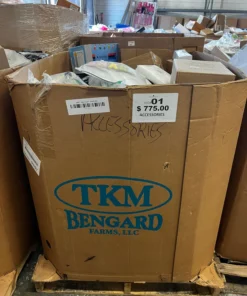 01
$ 775.00
ACCESSORIES
ACCESSORIES
TKM
BENGARD
FARMS, LLC